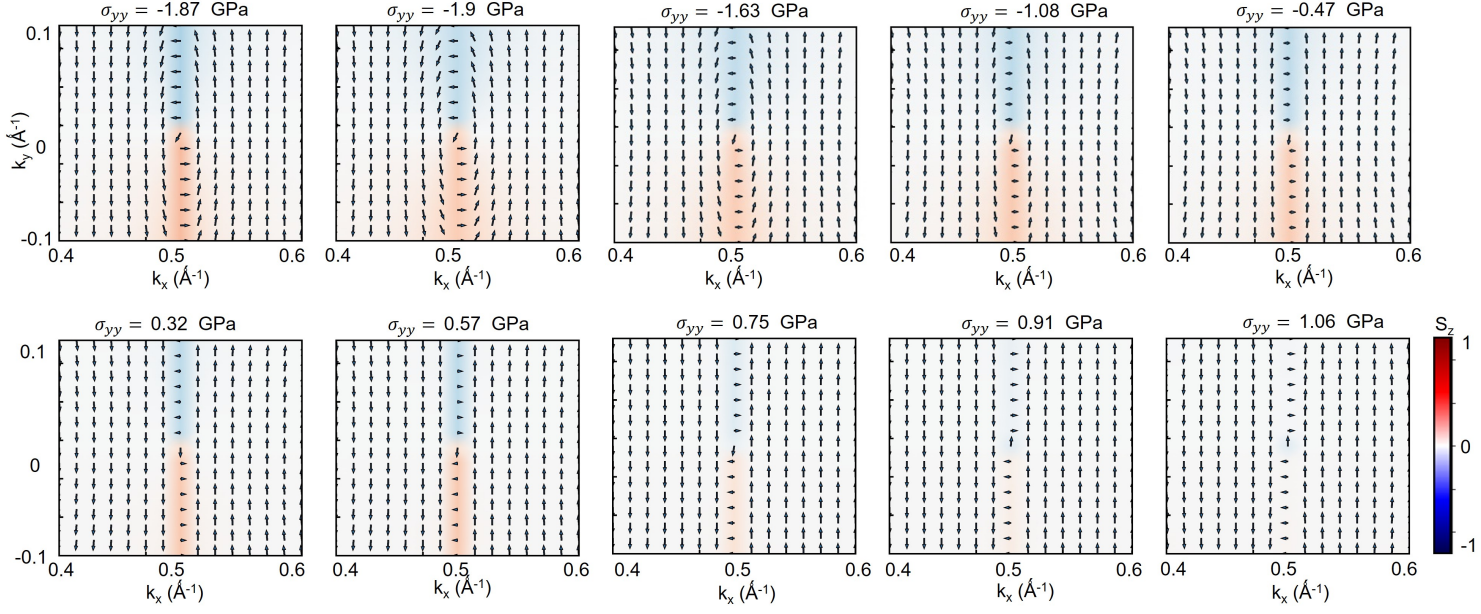 σyy = -1.87 GPa
σyy = -1.9 GPa
σyy = -1.63 GPa
σyy = -1.08 GPa
σyy = -0.47 GPa
0.1
0
-0.1
ky (Å-1)
0.4 0.5 0.6
0.4 0.5 0.6
0.4 0.5 0.6
0.4 0.5 0.6
0.4 0.5 0.6
kx (Å-1)
kx (Å-1)
kx (Å-1)
kx (Å-1)
kx (Å-1)
σyy = 0.32 GPa
σyy = 0.57 GPa
σyy = 0.75 GPa
σyy = 0.91 GPa
σyy = 1.06 GPa
0.1
0
-0.1
0.4 0.5 0.6
0.4 0.5 0.6
0.4 0.5 0.6
0.4 0.5 0.6
0.4 0.5 0.6
kx (Å-1)
kx (Å-1)
kx (Å-1)
kx (Å-1)
kx (Å-1)
Sz
1
0
-1